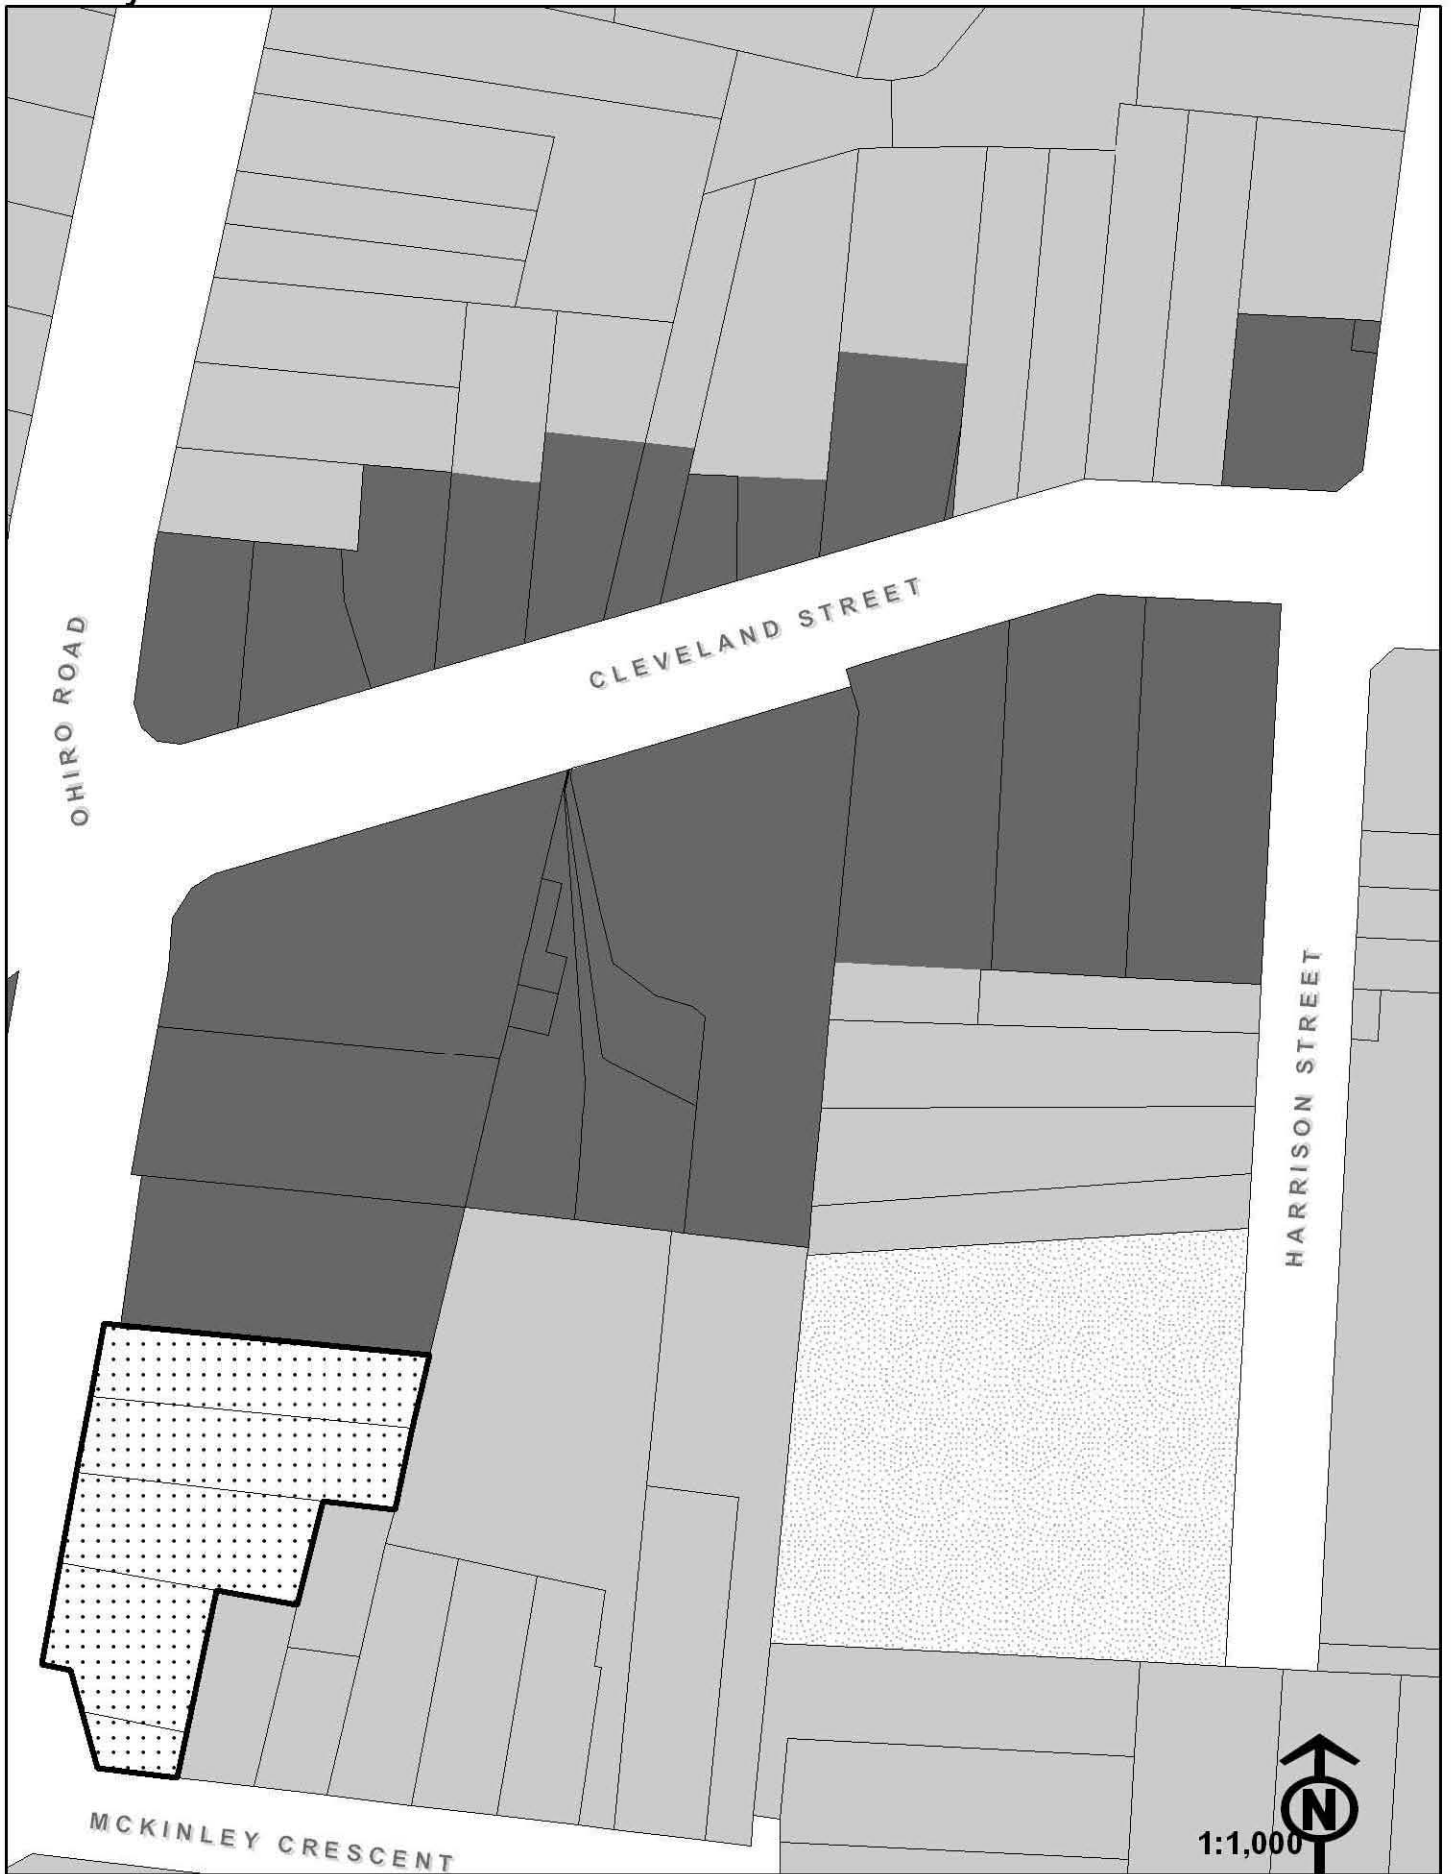 CLEVELAND STREET
OHIRO ROAD
HARRISON STREET
MCKINLEY CRESCENT
N
1:1,000